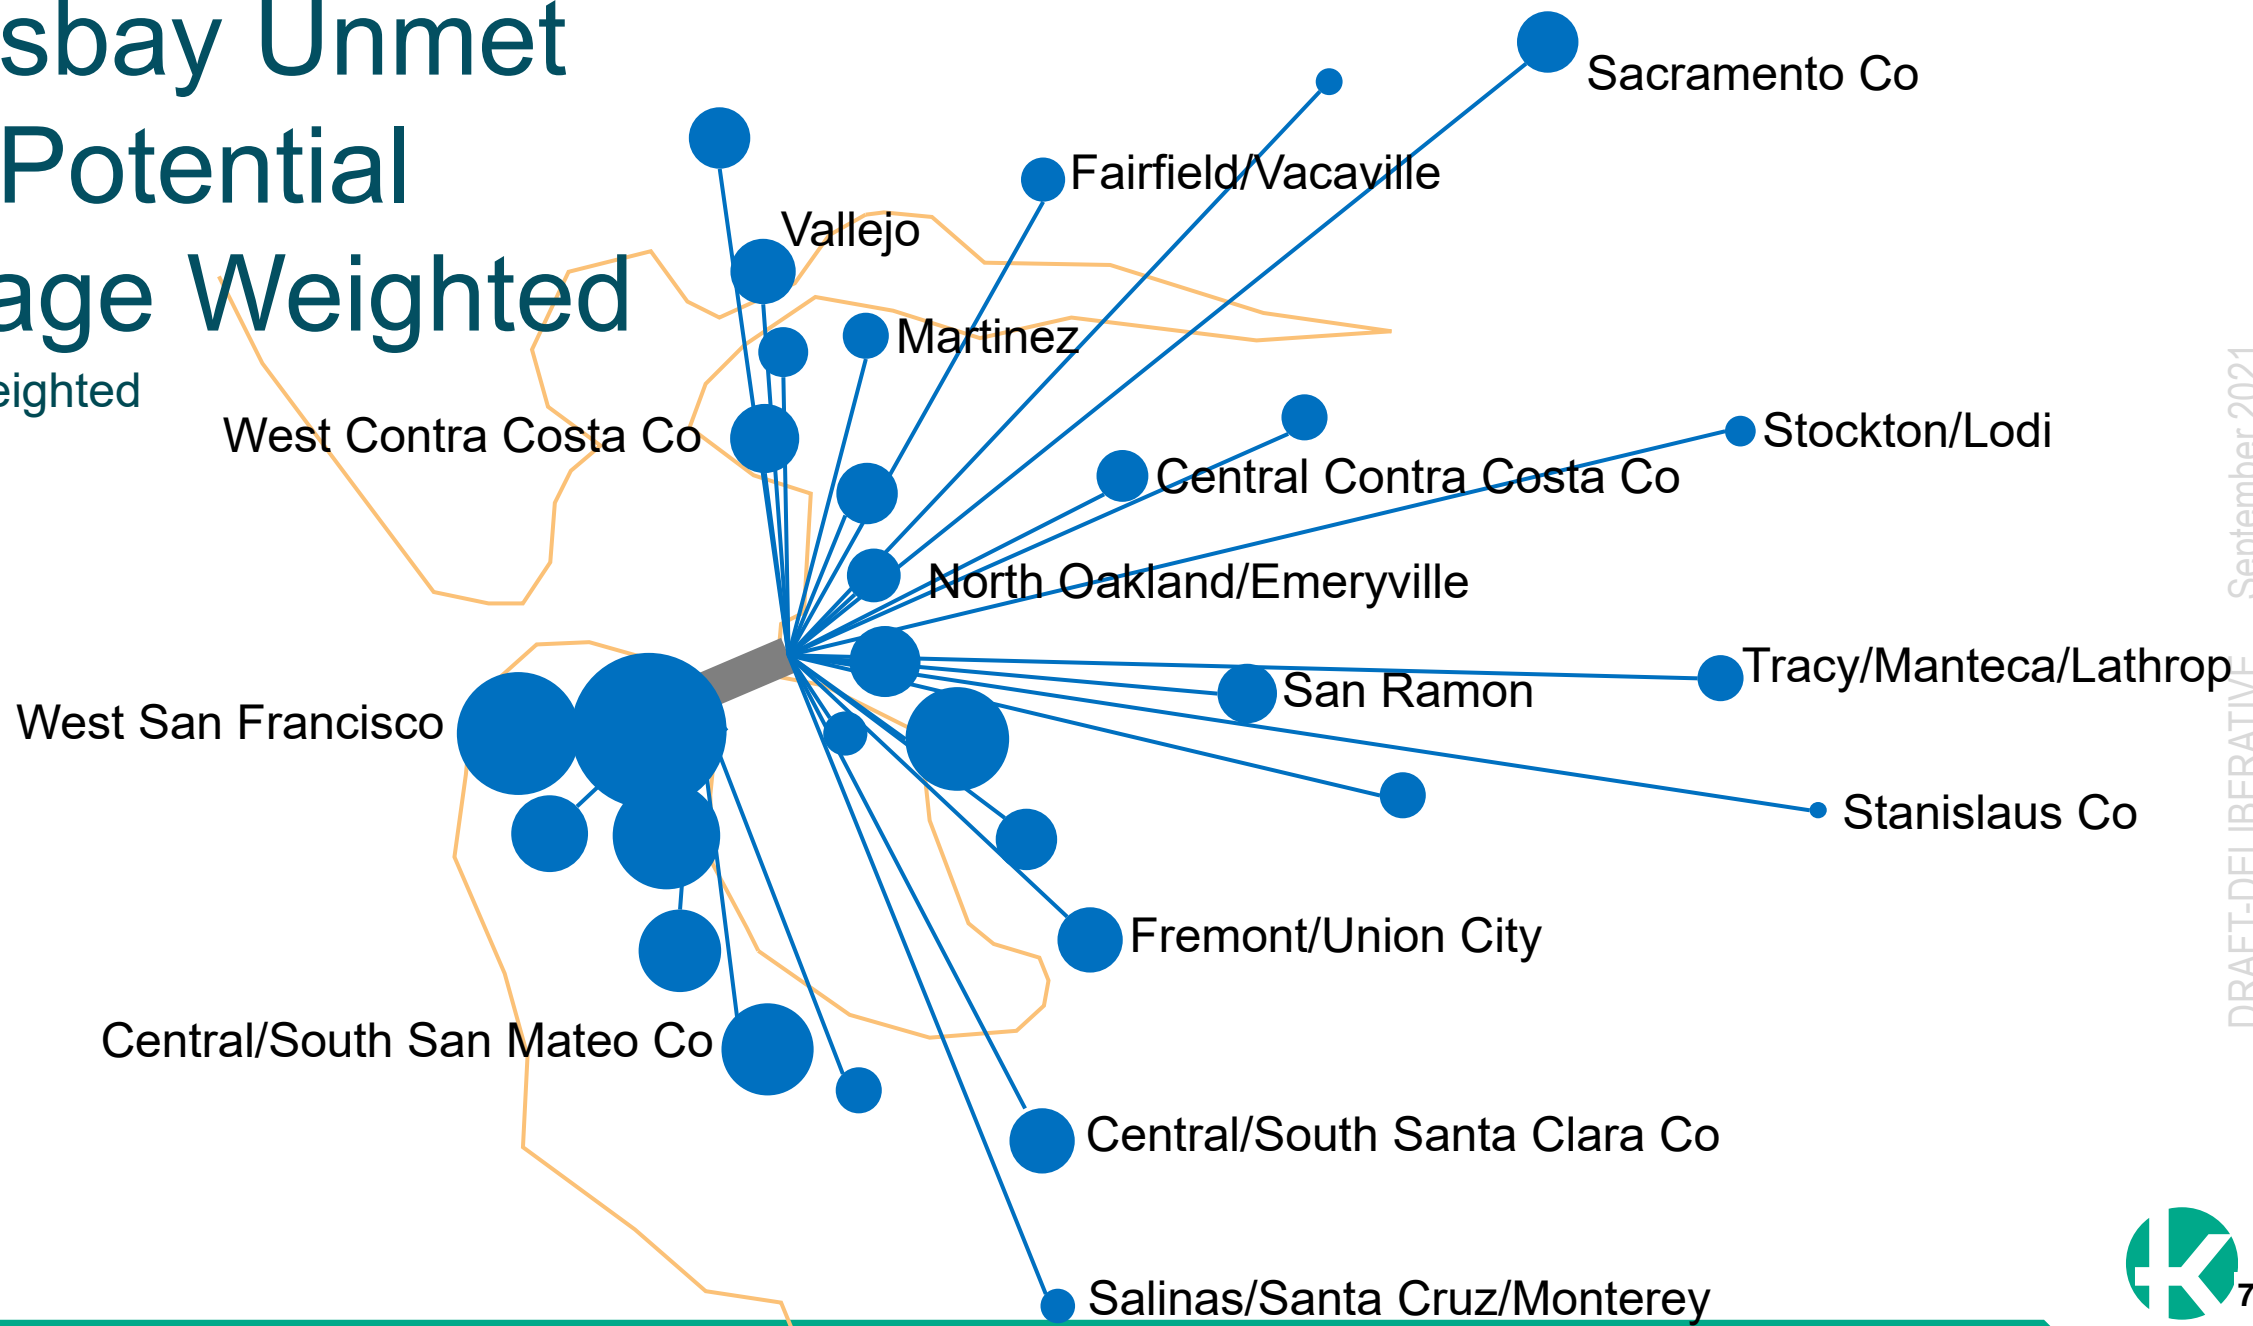 sbay Unmet
Potential
age Weighted
eighted
Sacramento Co
Fairfield/Vacaville
Vallejo
Martinez
West Contra Costa Co
Stockton/Lodi
Central Contra Costa Co
North Oakland/Emeryville
Tracy/Manteca/Lathrop
San Ramon
West San Francisco
Stanislaus Co
Fremont/Union City
Central/South San Mateo Co
Central/South Santa Clara Co
Salinas/Santa Cruz/Monterey
DRAFT-DELIBERATIVE September 2021
7